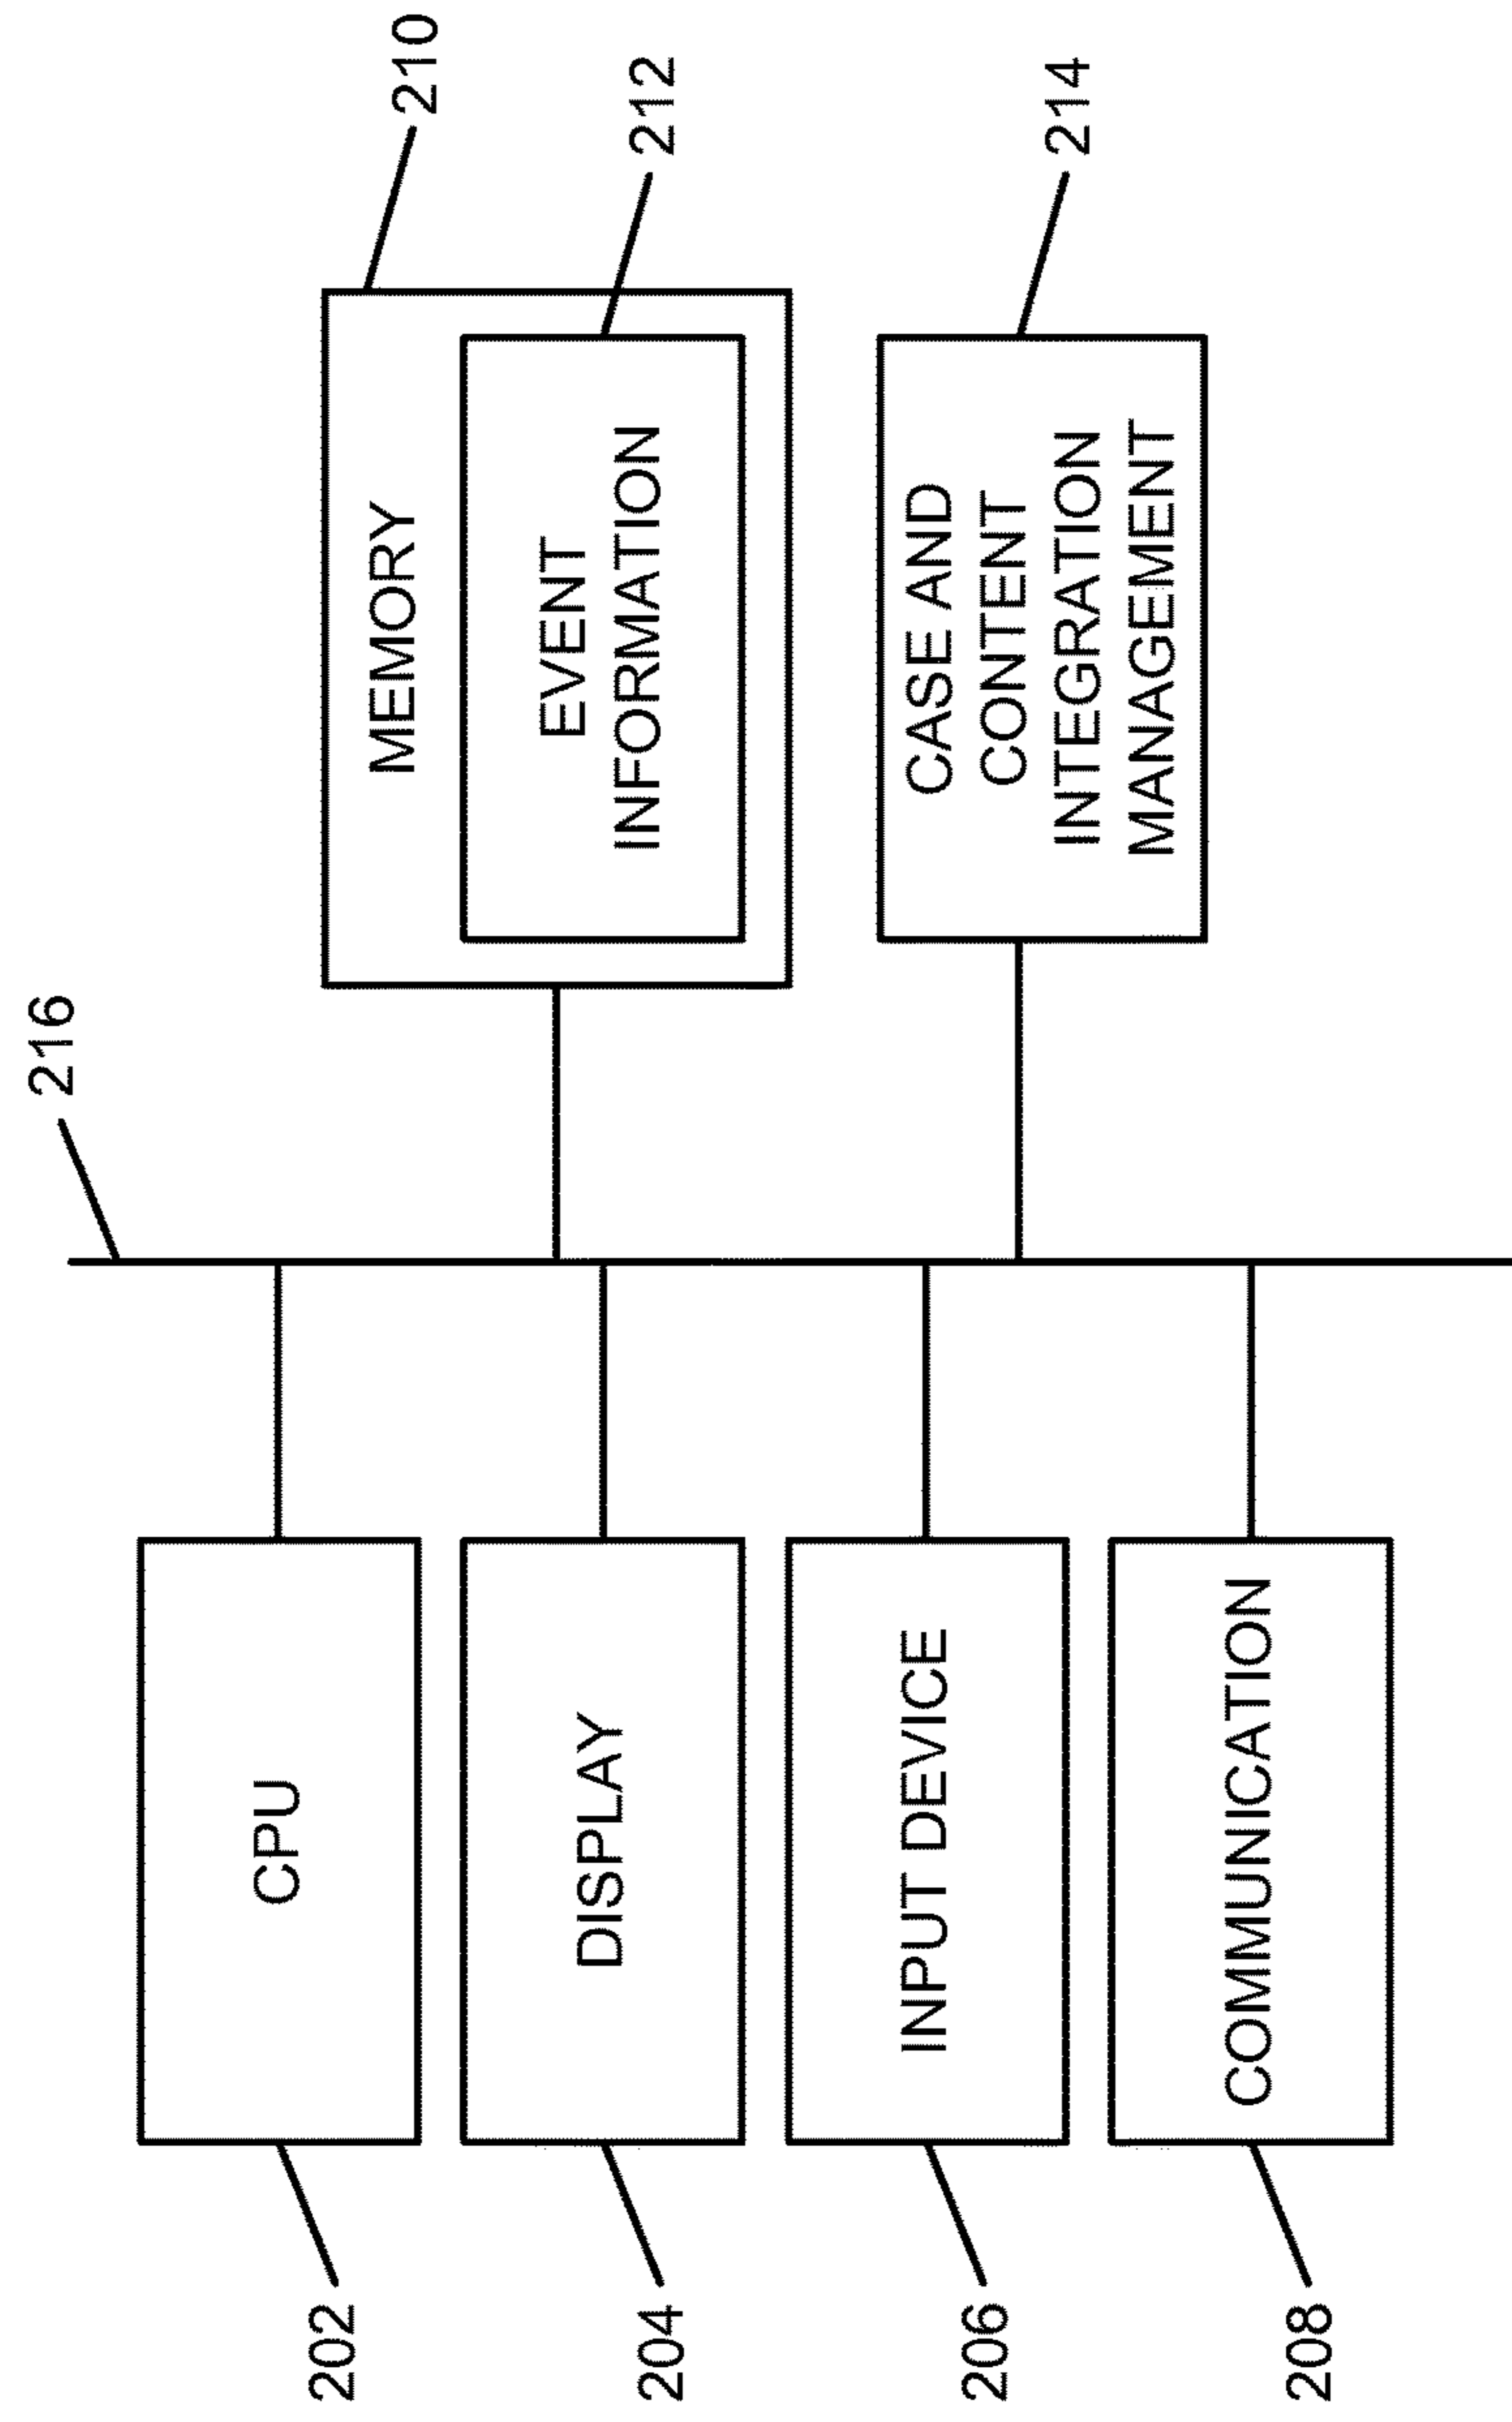 216
210
MEMORY
EVENT
INFORMATION
212
CASE AND
CONTENT
INTEGRATION
MANAGEMENT
214
202
CPU
204
DISPLAY
206
INPUT DEVICE
208
COMMUNICATION